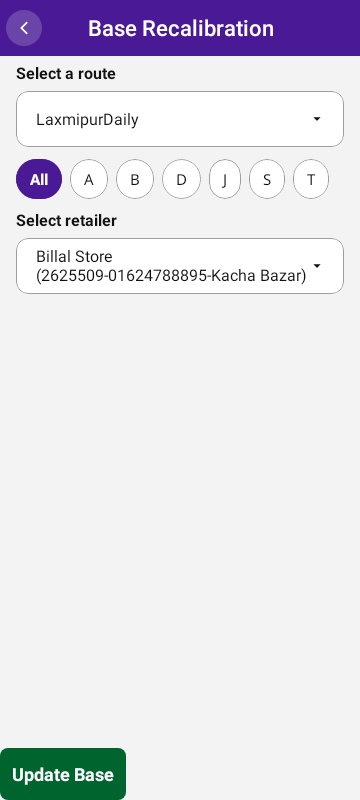 Base Recalibration
Select a route
LaxmipurDaily
All A B D J S T
Select retailer
Billal Store
(2625509-01624788895-Kacha Bazar)
Update Base